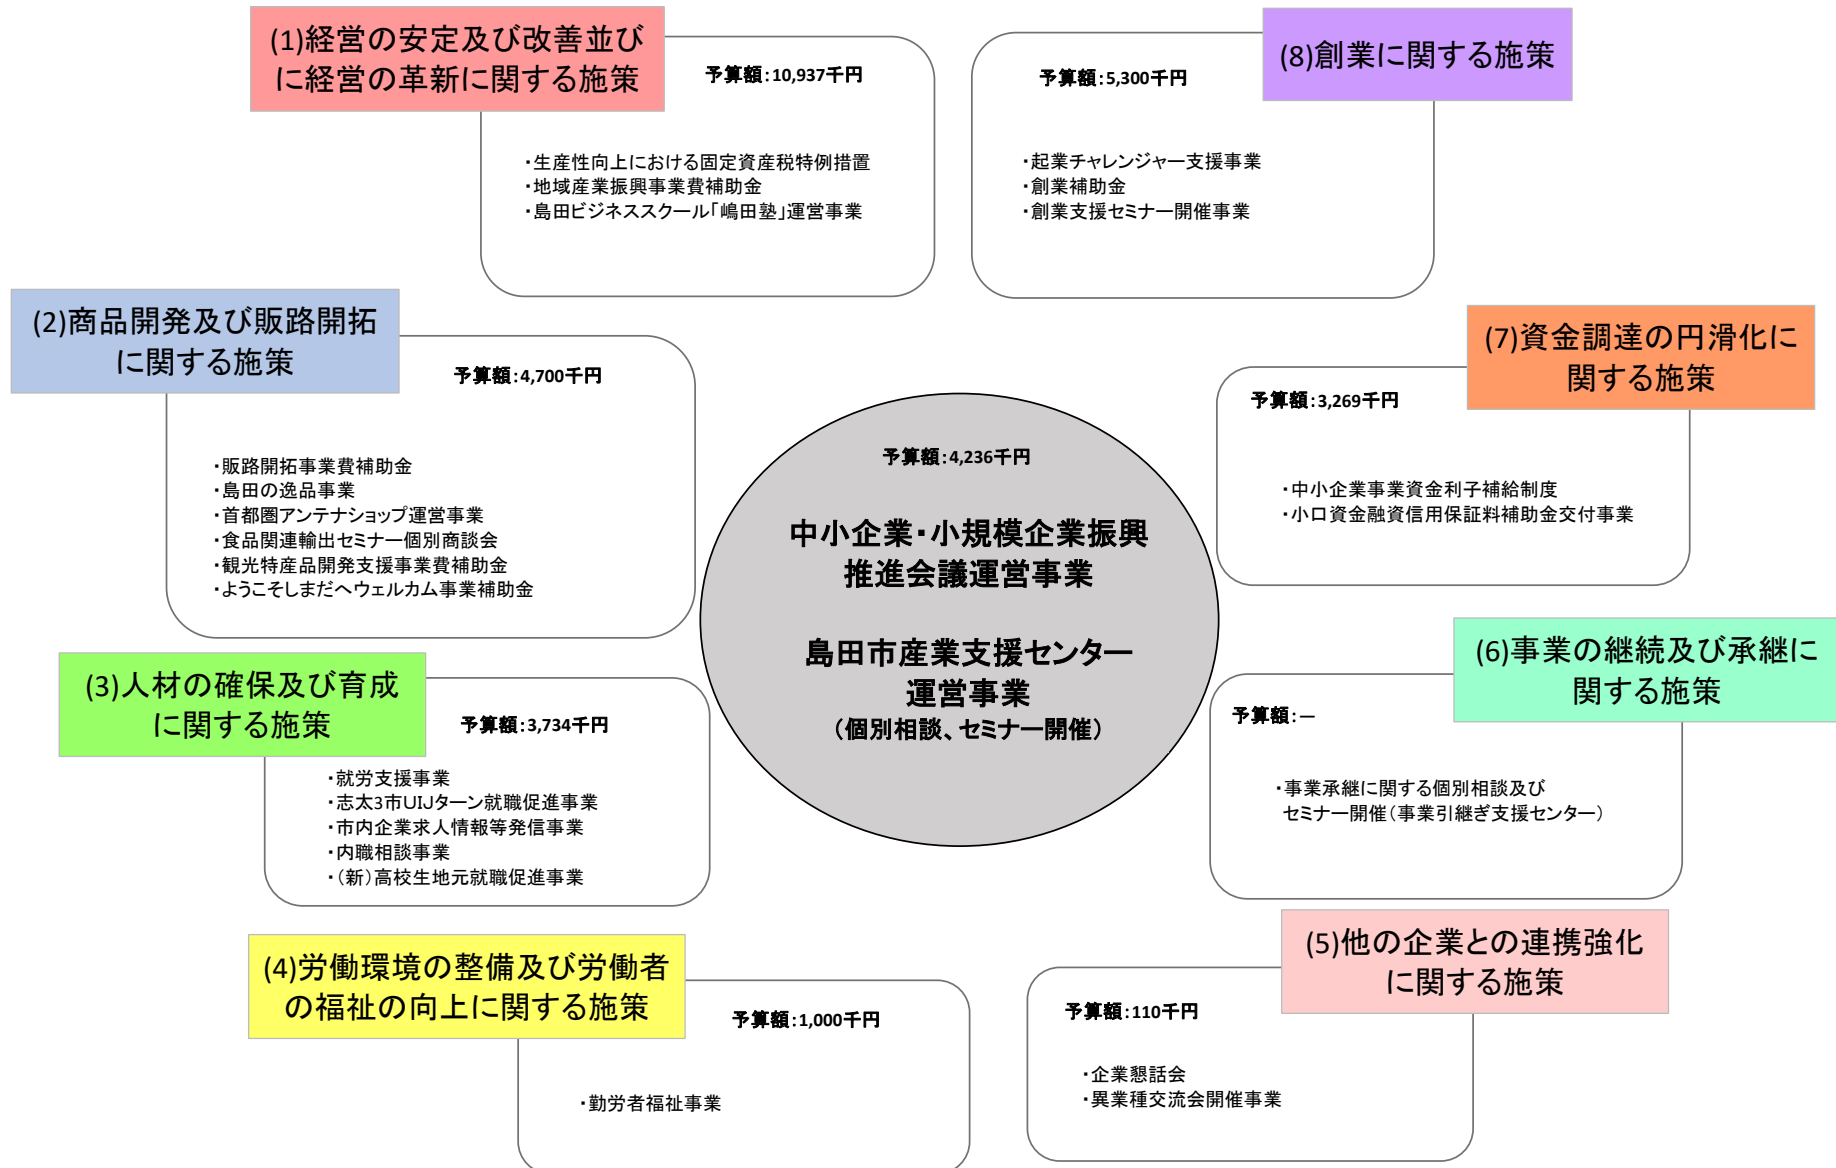 (1)経営の安定及び改善並び
に経営の革新に関する施策
予算額：10,937千円
・生産性向上における固定資産税特例措置
・地域産業振興事業費補助金
・島田ビジネススクール「嶋田塾」運営事業
(8)創業に関する施策
予算額：5,300千円
・起業チャレンジャー支援事業
・創業補助金
・創業支援セミナー開催事業
(2)商品開発及び販路開拓
に関する施策
予算額：4,700千円
・販路開拓事業費補助金
・島田の逸品事業
・首都圏アンテナショップ運営事業
・食品関連輸出セミナー個別商談会
・観光特産品開発支援事業費補助金
・ようこそしまだへウェルカム事業補助金
(7)資金調達の円滑化に
関する施策
予算額：3,269千円
・中小企業事業資金利子補給制度
・小口資金融資信用保証料補助金交付事業
予算額：4,236千円
中小企業・小規模企業振興
推進会議運営事業
島田市産業支援センター
運営事業
（個別相談、セミナー開催）
(3)人材の確保及び育成
に関する施策
予算額：3,734千円
・就労支援事業
・志太3市UIJターン就職促進事業
・市内企業求人情報等発信事業
・内職相談事業
・（新）高校生地元就職促進事業
(6)事業の継続及び承継に
関する施策
予算額：―
・事業承継に関する個別相談及び
セミナー開催（事業引継ぎ支援センター）
(4)労働環境の整備及び労働者
の福祉の向上に関する施策
予算額：1,000千円
・勤労者福祉事業
(5)他の企業との連携強化
に関する施策
予算額：110千円
・企業懇話会
・異業種交流会開催事業